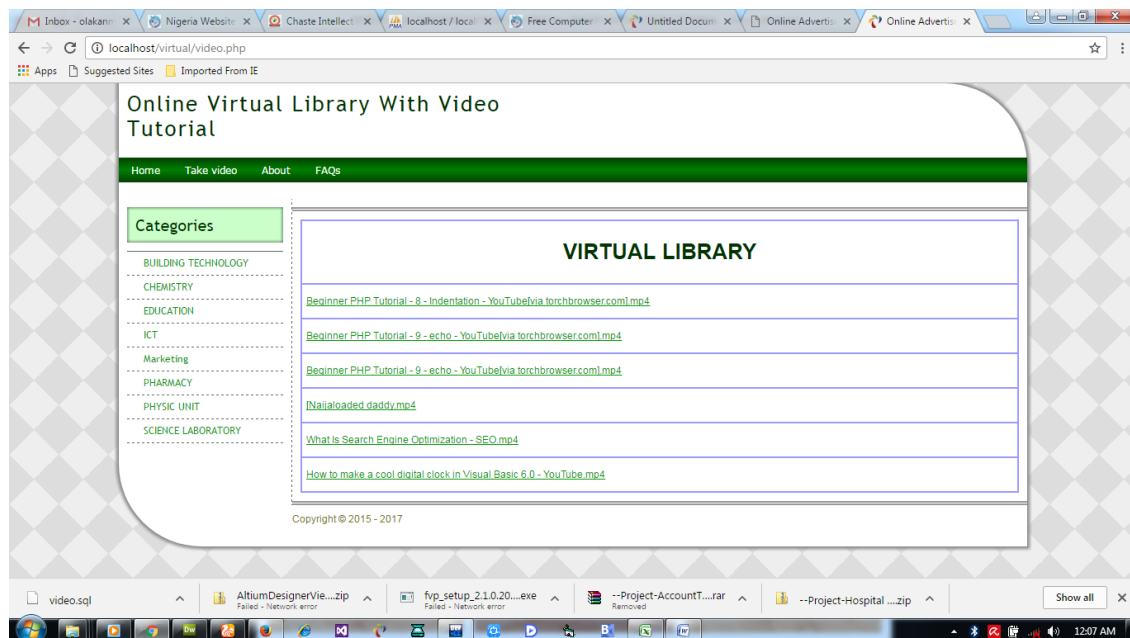 Inbox - olakann
Nigeria Website
Chaste Intellect
localhost / local
Free Computer
Untitled Docum
Online Advertis
Online Advertis
localhost/virtual/video.php
Apps Suggested Sites Imported From IE
Online Virtual Library With Video
Tutorial
Home Take video About FAQs
Categories
BUILDING TECHNOLOGY
CHEMISTRY
EDUCATION
ICT
Marketing
PHARMACY
PHYSIC UNIT
SCIENCE LABORATORY
VIRTUAL LIBRARY
Beginner PHP Tutorial - 8 - Indentation - YouTube[via torchbrowser.com].mp4
Beginner PHP Tutorial - 9 - echo - YouTube[via torchbrowser.com].mp4
Beginner PHP Tutorial - 9 - echo - YouTube[via torchbrowser.com].mp4
[Naijaloaded daddy.mp4
What Is Search Engine Optimization - SEO.mp4
How to make a cool digital clock in Visual Basic 6.0 - YouTube.mp4
Copyright © 2015 - 2017
video.sql
AltiumDesignerVie....zip
Failed - Network error
fvp_setup_2.1.0.20....exe
Failed - Network error
--Project-AccountT....rar
Removed
--Project-Hospital ....zip
Show all
12:07 AM